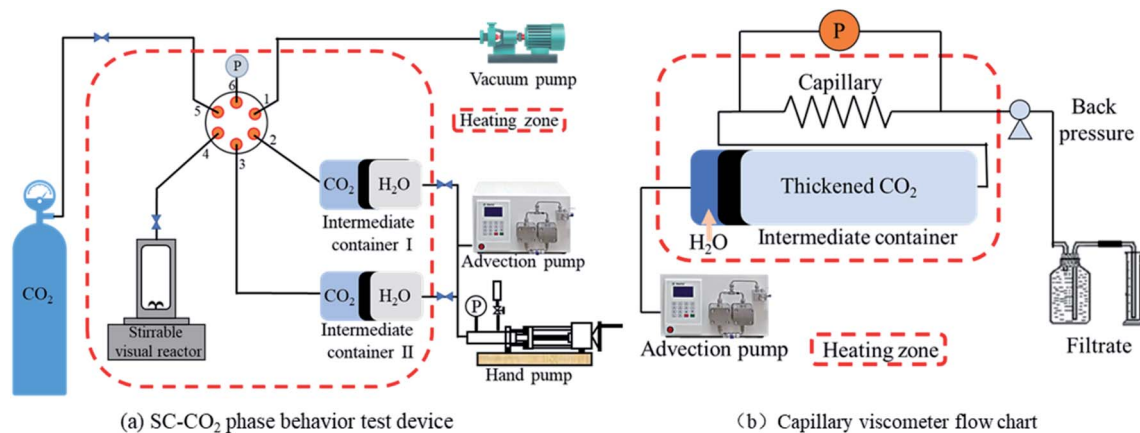 P
6
1
5
4
2
3
Vacuum pump
Heating zone
CO₂
CO₂ H₂O
Intermediate
container I
Advection pump
CO₂ H₂O
Intermediate
container II
P
Hand pump
Stirrable
visual reactor
(a) SC-CO₂ phase behavior test device
P
Capillary
Back
pressure
Thickened CO₂
H₂O
Intermediate container
Advection pump
Heating zone
Filtrate
(b) Capillary viscometer flow chart